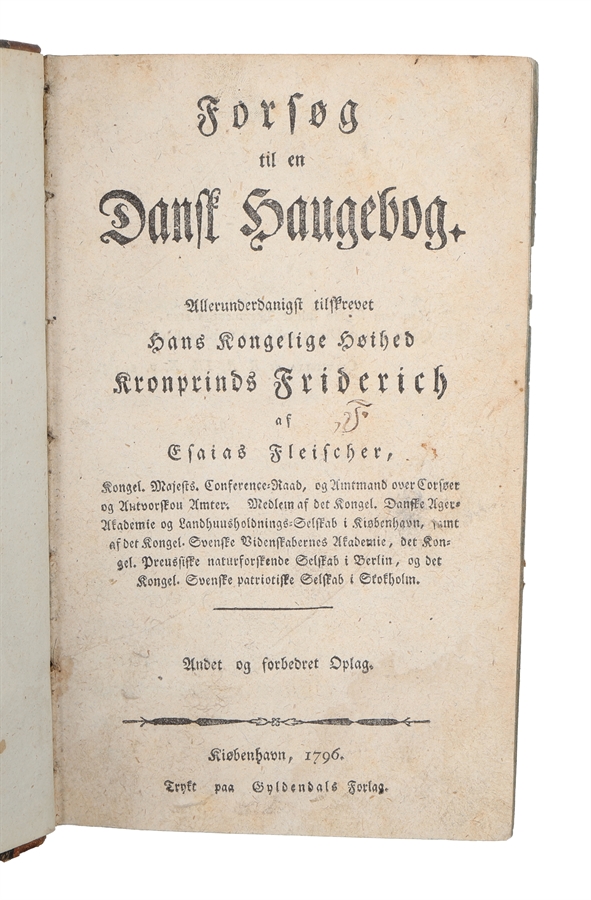 Forsøg
til en
Dansk Haugebog.
Allerunderdanigst tilskrevet
Hans Kongelige Høihed
Kronprinds Friderich
af
Esaias Fleischer,
Kongel. Majests. Conference-Raad, og Amtmand over Corsøer
og Antvorskou Amter. Medlem af det Kongel. Danske Ager-
Akademie og Landhuusholdnings-Selskab i Kiøbenhavn, samt
af det Kongel. Svenske Videnskabernes Akademie, det Kon-
gel. Preussiske naturforskende Selskab i Berlin, og det
Kongel. Svenske patriotiske Selskab i Stokholm.
Andet og forbedret Oplag.
Kiøbenhavn, 1796.
Trykt paa Gyldendals Forlag.